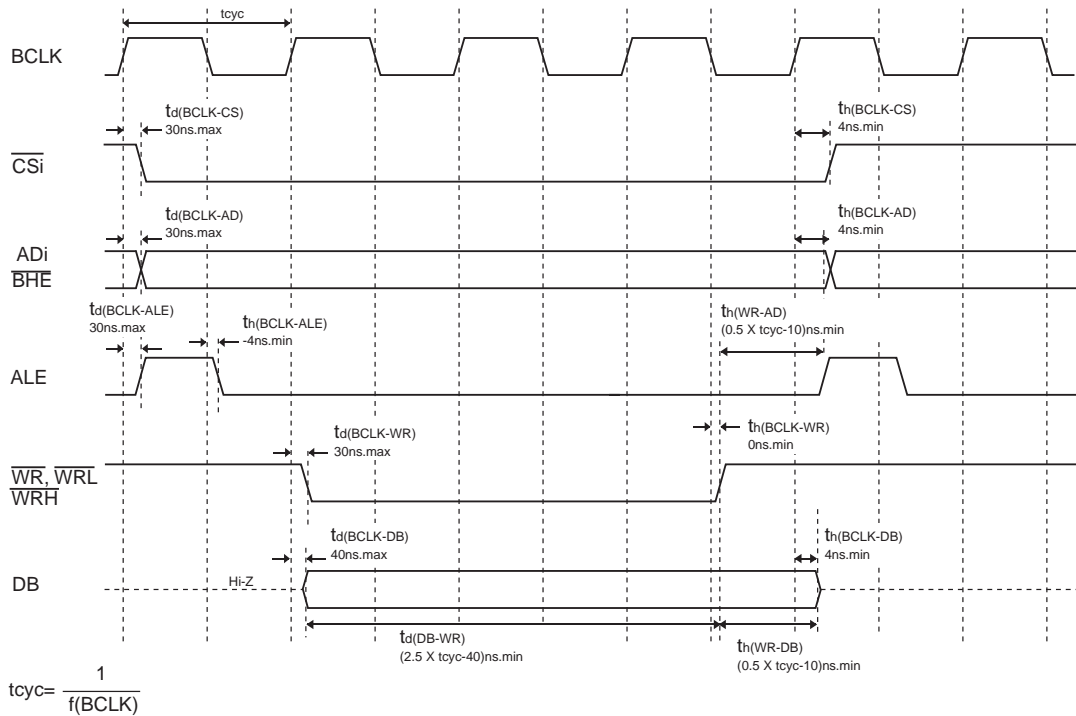 tcyc
BCLK
td(BCLK-CS)
30ns.max
th(BCLK-CS)
4ns.min
CSi
td(BCLK-AD)
30ns.max
th(BCLK-AD)
4ns.min
ADi
BHE
td(BCLK-ALE)
30ns.max
th(BCLK-ALE)
-4ns.min
th(WR-AD)
(0.5 X tcyc-10)ns.min
ALE
td(BCLK-WR)
30ns.max
th(BCLK-WR)
0ns.min
WR, WRL
WRH
td(BCLK-DB)
40ns.max
th(BCLK-DB)
4ns.min
DB
Hi-Z
td(DB-WR)
(2.5 X tcyc-40)ns.min
th(WR-DB)
(0.5 X tcyc-10)ns.min
tcyc= 1
f(BCLK)